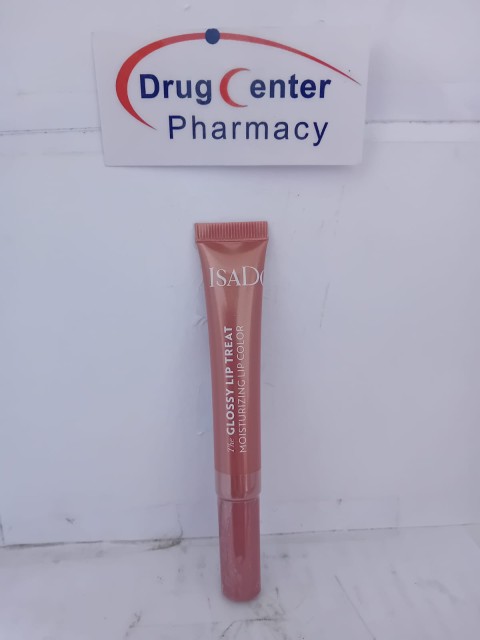 Drug Center
Pharmacy
ISADO
The GLOSSY LIP TREAT
MOISTURIZING LIP COLOR